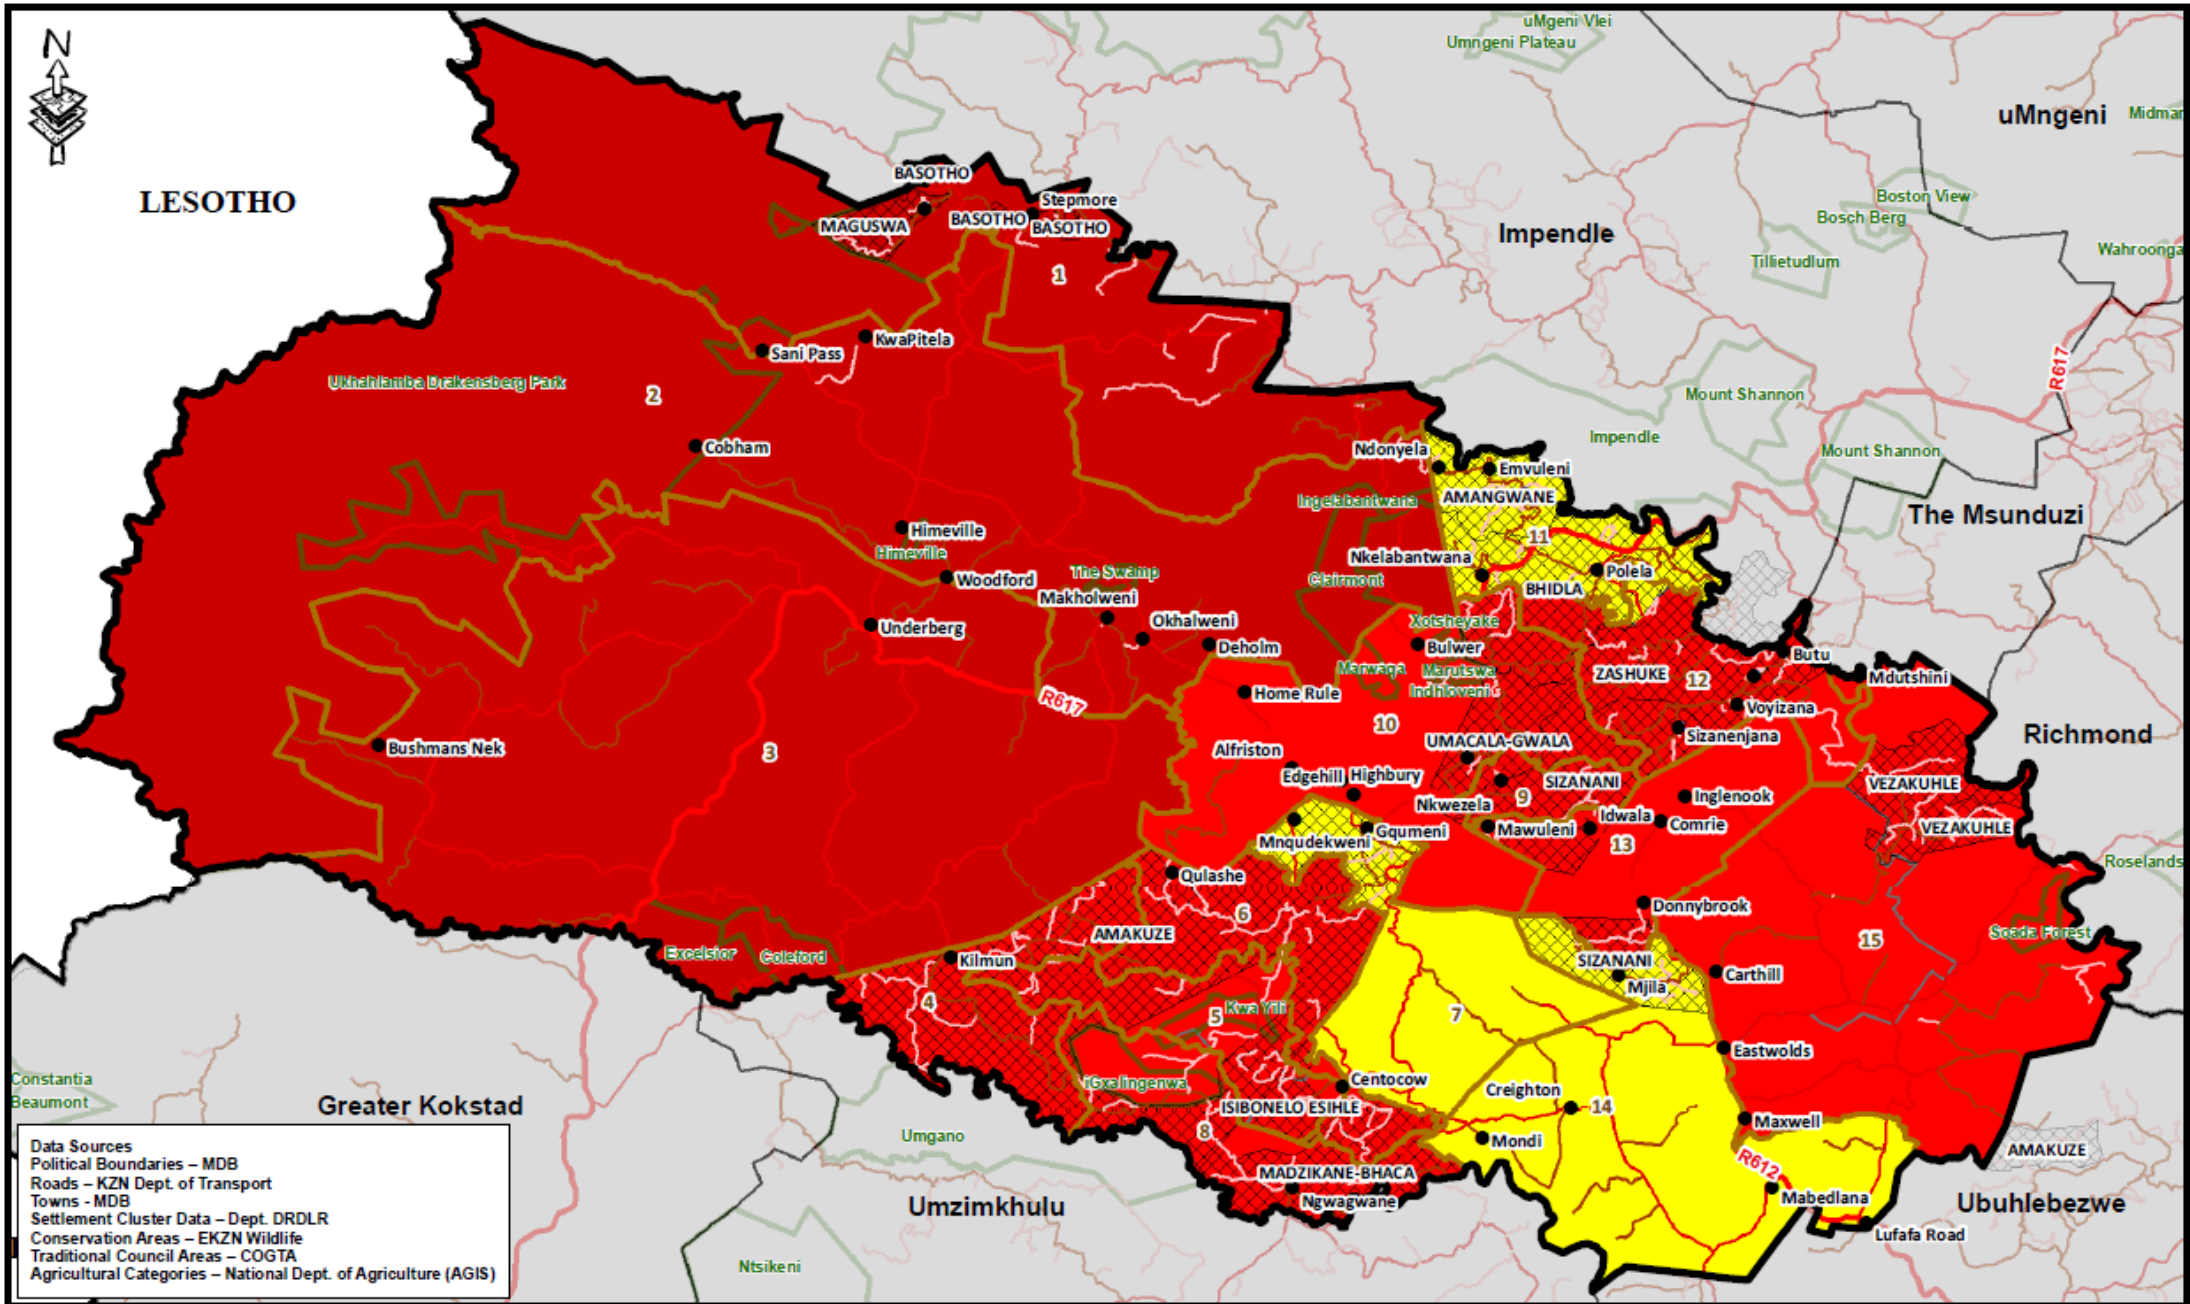 N
uMgeni Vlei
Umngeni Plateau
uMngeni
Midmar
LESOTHO
BASOTHO
Stepmore
MAGUSWA
BASOTHO
BASOTHO
Impendle
Boston View
Bosch Berg
Wahroonga
Tillietudlum
1
KwaPitela
Sani Pass
R617
Ukhahlamba Drakensberg Park
2
Mount Shannon
Impendle
Mount Shannon
Cobham
Ndonyela
Emvuleni
AMANGWANE
Ingelabantwana
The Msunduzi
Himeville
Himeville
11
Nkelabantwana
Polela
Woodford
The Swamp
Clairmont
BHIDLA
Makholweni
Okhalweni
Xotsheyake
Underberg
Deholm
Bulwer
Butu
Marwaqa
Marutswa
ZASHUKE
12
Mdutshini
Home Rule
Indhloveni
R617
Voyizana
10
Sizanenjana
Richmond
Bushmans Nek
3
Alfriston
UMACALA-GWALA
Edgehill
Highbury
SIZANANI
VEZAKUHLE
Nkwezela
9
Inglenook
Idwala
Comrie
Mawuleni
VEZAKUHLE
Gqumeni
Mnqudekweni
13
Roselands
Qulashe
6
Donnybrook
AMAKUZE
15
Soada Forest
Excelsior
Coleford
Kilmun
SIZANANI
Carthill
Mjila
4
Kwa Yili
5
7
Eastwolds
Constantia
Beaumont
iGxalingenwa
Centocow
Creighton
14
Greater Kokstad
ISIBONELO ESIHLE
Maxwell
8
Umgano
Mondi
AMAKUZE
R612
MADZIKANE-BHACA
Ngwagwane
Mabedlana
Umzimkhulu
Ubuhlebezwe
Lufafa Road
Ntsikeni
Data Sources
Political Boundaries – MDB
Roads – KZN Dept. of Transport
Towns - MDB
Settlement Cluster Data – Dept. DRDLR
Conservation Areas – EKZN Wildlife
Traditional Council Areas – COGTA
Agricultural Categories – National Dept. of Agriculture (AGIS)